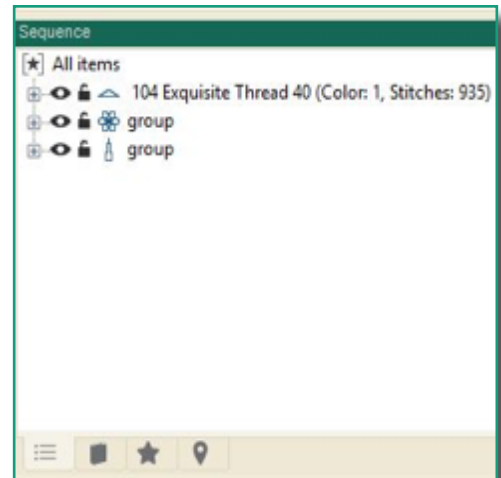 Sequence
All items
104 Exquisite Thread 40 (Color: 1, Stitches: 935)
group
group